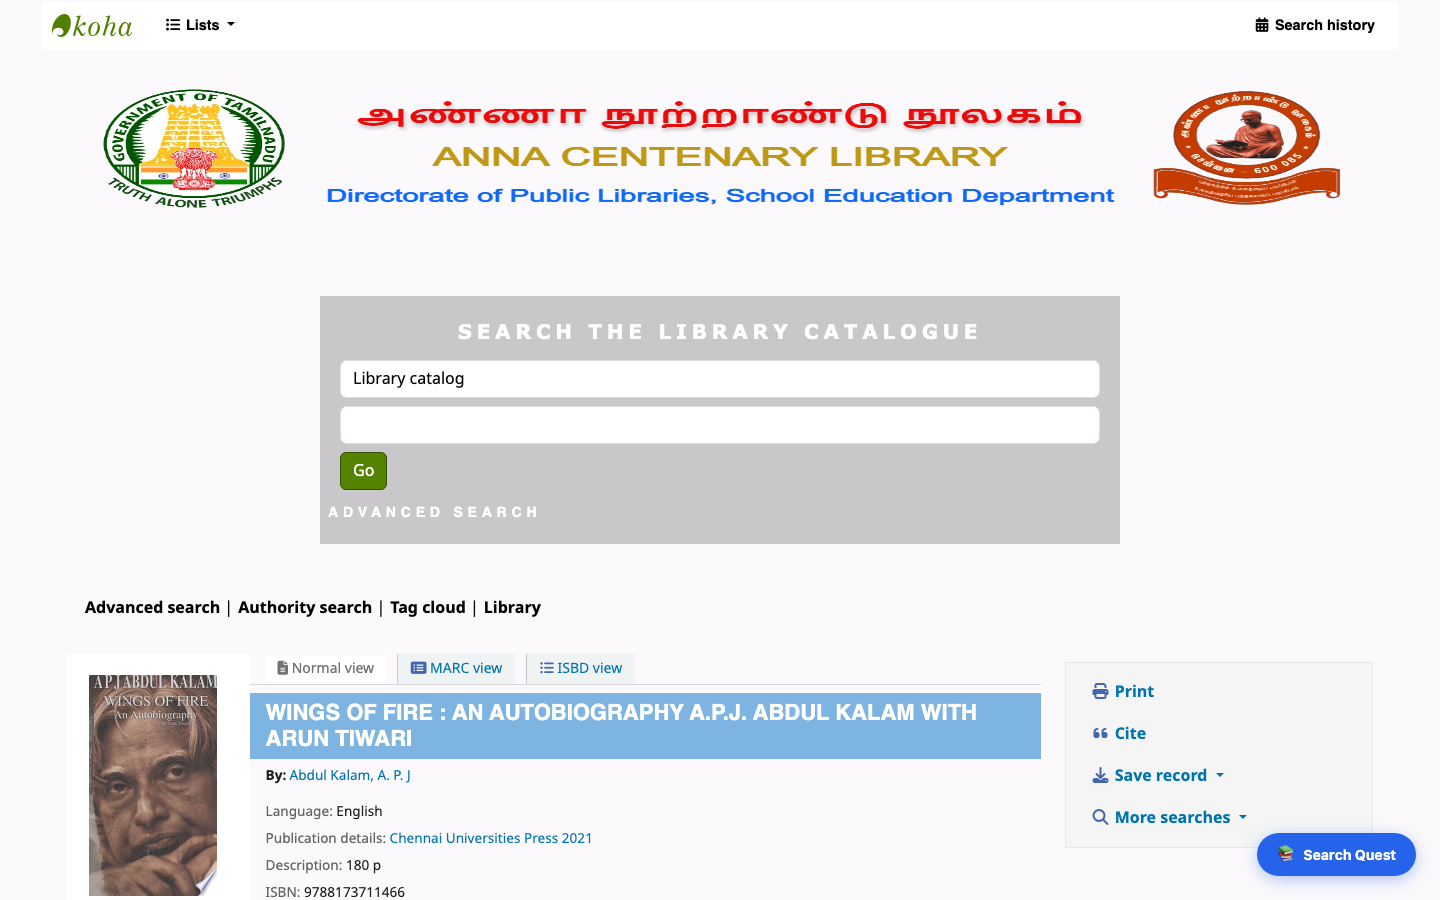 koha
Lists
Search history
GOVERNMENT OF TAMILNADU
TRUTH ALONE TRIUMPHS
அண்ணா நூற்றாண்டு நூலகம்
ANNA CENTENARY LIBRARY
Directorate of Public Libraries, School Education Department
அண்ணா நூற்றாண்டு நூலகம்
சென்னை - 600 085
SEARCH THE LIBRARY CATALOGUE
Library catalog
Go
ADVANCED SEARCH
Advanced search | Authority search | Tag cloud | Library
A P J ABDUL KALAM
WINGS OF FIRE
An Autobiography
Normal view
MARC view
ISBD view
WINGS OF FIRE : AN AUTOBIOGRAPHY A.P.J. ABDUL KALAM WITH
ARUN TIWARI
By: Abdul Kalam, A. P. J
Language: English
Publication details: Chennai Universities Press 2021
Description: 180 p
ISBN: 9788173711466
Print
Cite
Save record
More searches
Search Quest